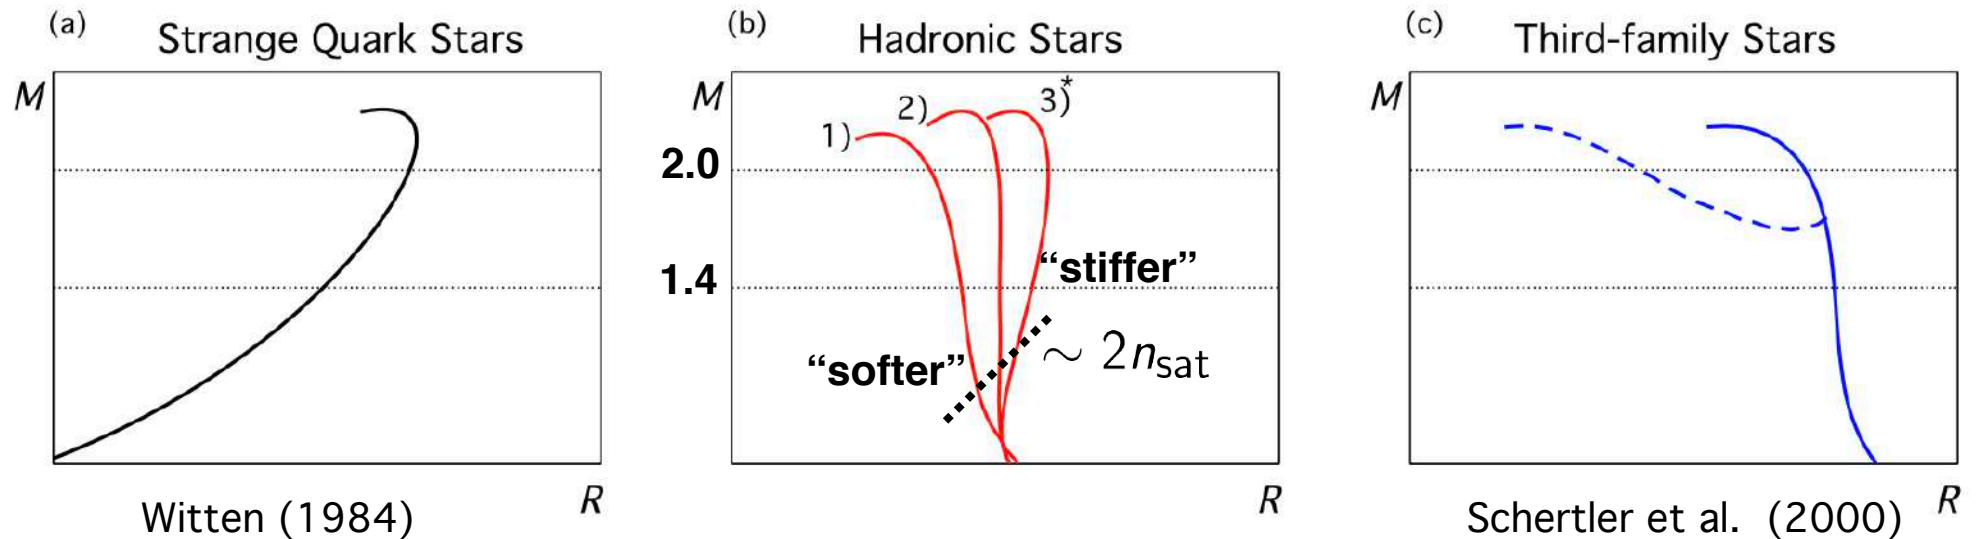 (a)
Strange Quark Stars
M
R
Witten (1984)
(b)
Hadronic Stars
M
2.0
1.4
1)
2)
3)*
“stiffer”
“softer”
∼ 2n_sat
R
(c)
Third-family Stars
M
R
Schertler et al. (2000)